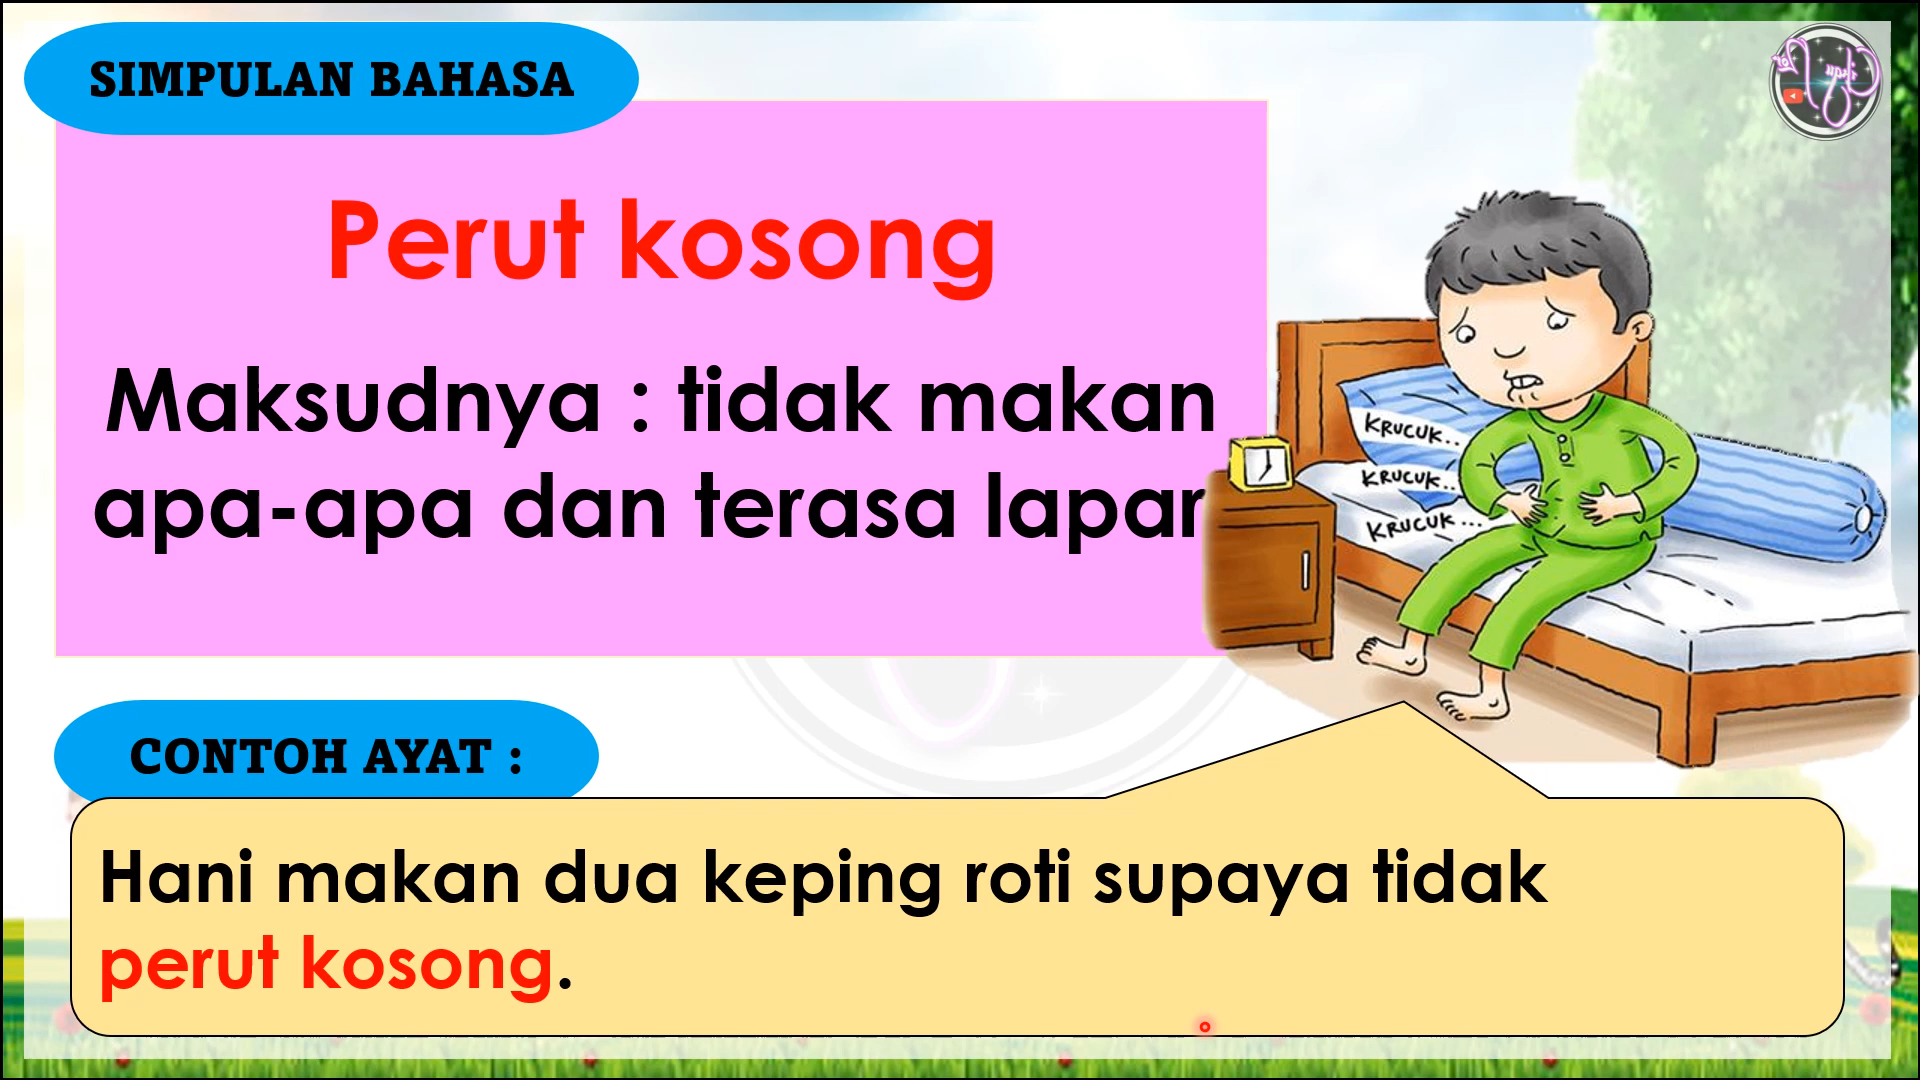 SIMPULAN BAHASA
Perut kosong
Maksudnya : tidak makan
apa-apa dan terasa lapar
KRUCUK..
KRUCUK..
KRUCUK...
CONTOH AYAT :
Hani makan dua keping roti supaya tidak
perut kosong.